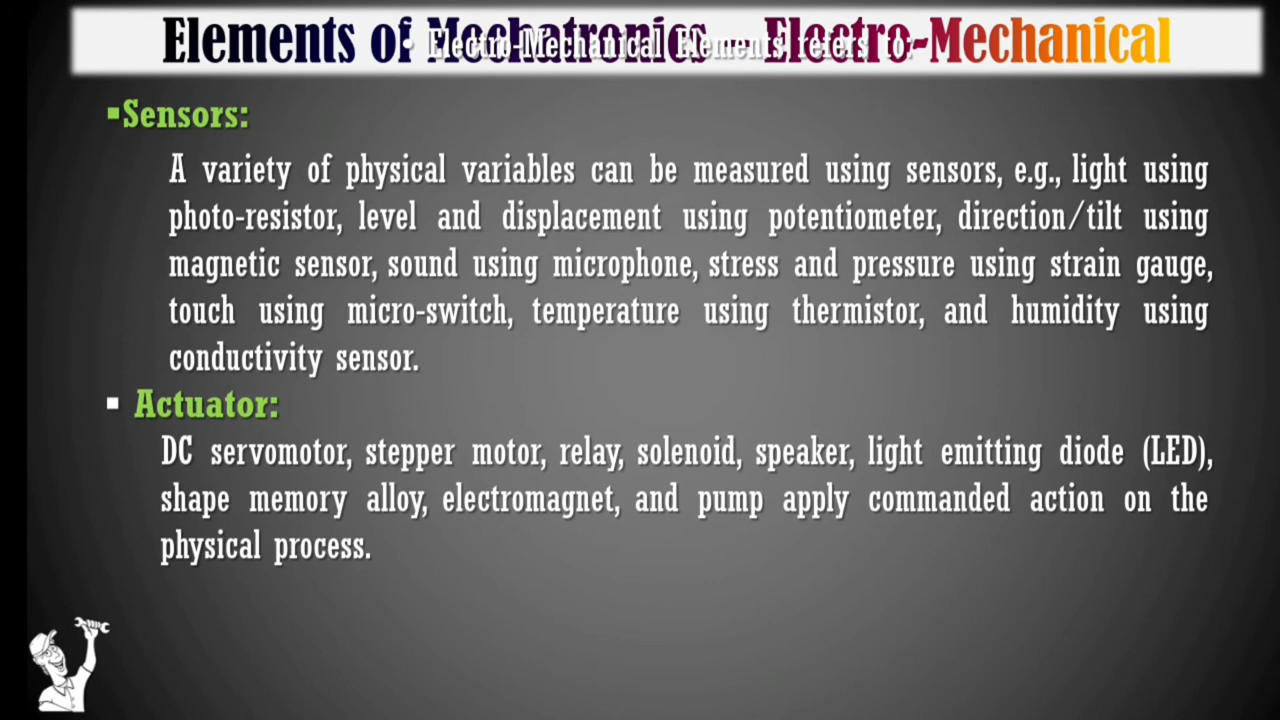 Elements of Mechatronics – Electro-Mechanical
• Electro-Mechanical Elements refers to:
▪Sensors:
A variety of physical variables can be measured using sensors, e.g., light using
photo-resistor, level and displacement using potentiometer, direction/tilt using
magnetic sensor, sound using microphone, stress and pressure using strain gauge,
touch using micro-switch, temperature using thermistor, and humidity using
conductivity sensor.
▪ Actuator:
DC servomotor, stepper motor, relay, solenoid, speaker, light emitting diode (LED),
shape memory alloy, electromagnet, and pump apply commanded action on the
physical process.